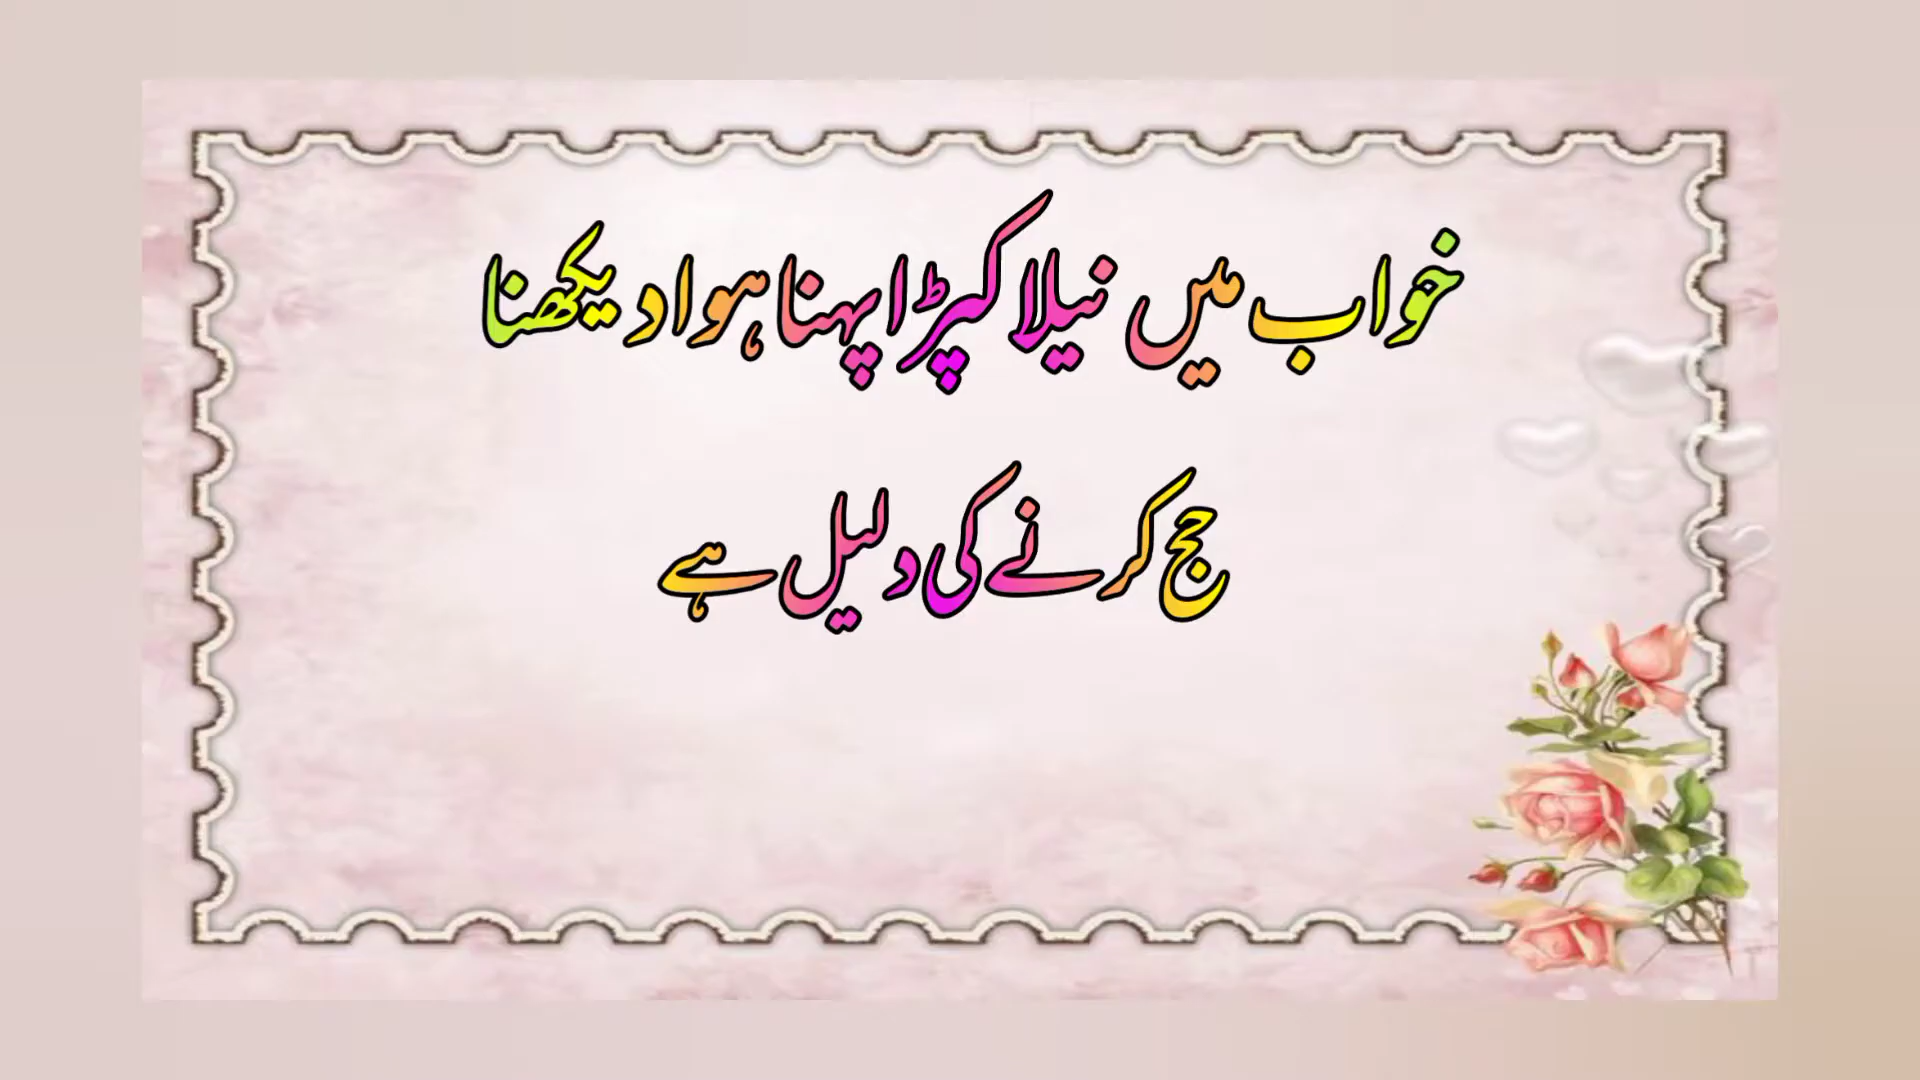 خواب میں نیلا کپڑا پہنا ہوا دیکھنا
حج کرنے کی دلیل ہے